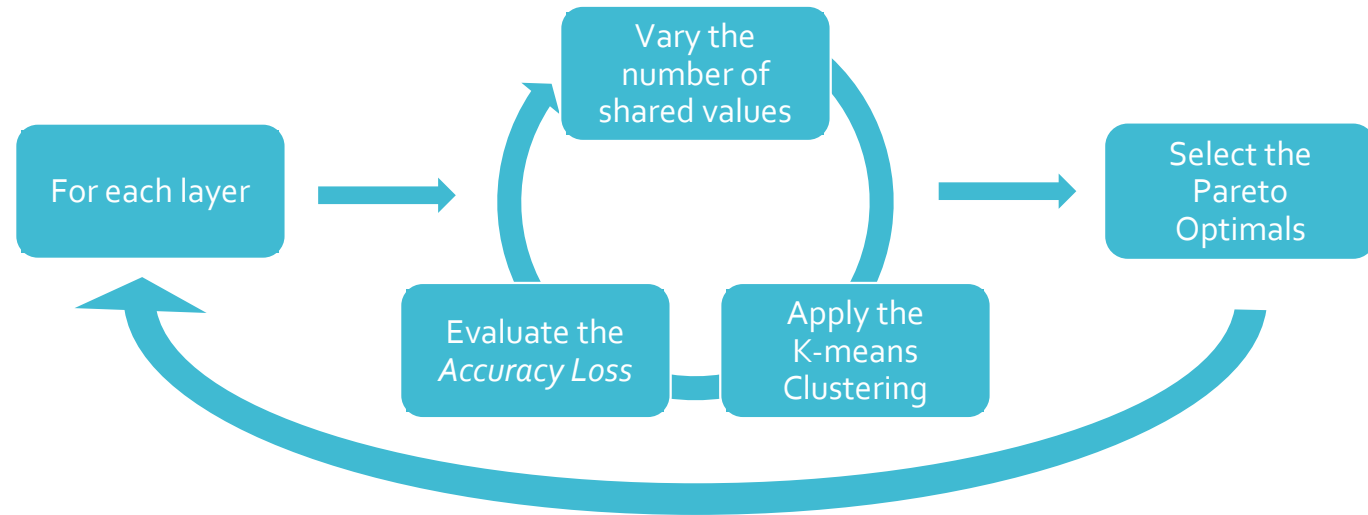 For each layer
Vary the
number of
shared values
Apply the
K-means
Clustering
Evaluate the
Accuracy Loss
Select the
Pareto
Optimals